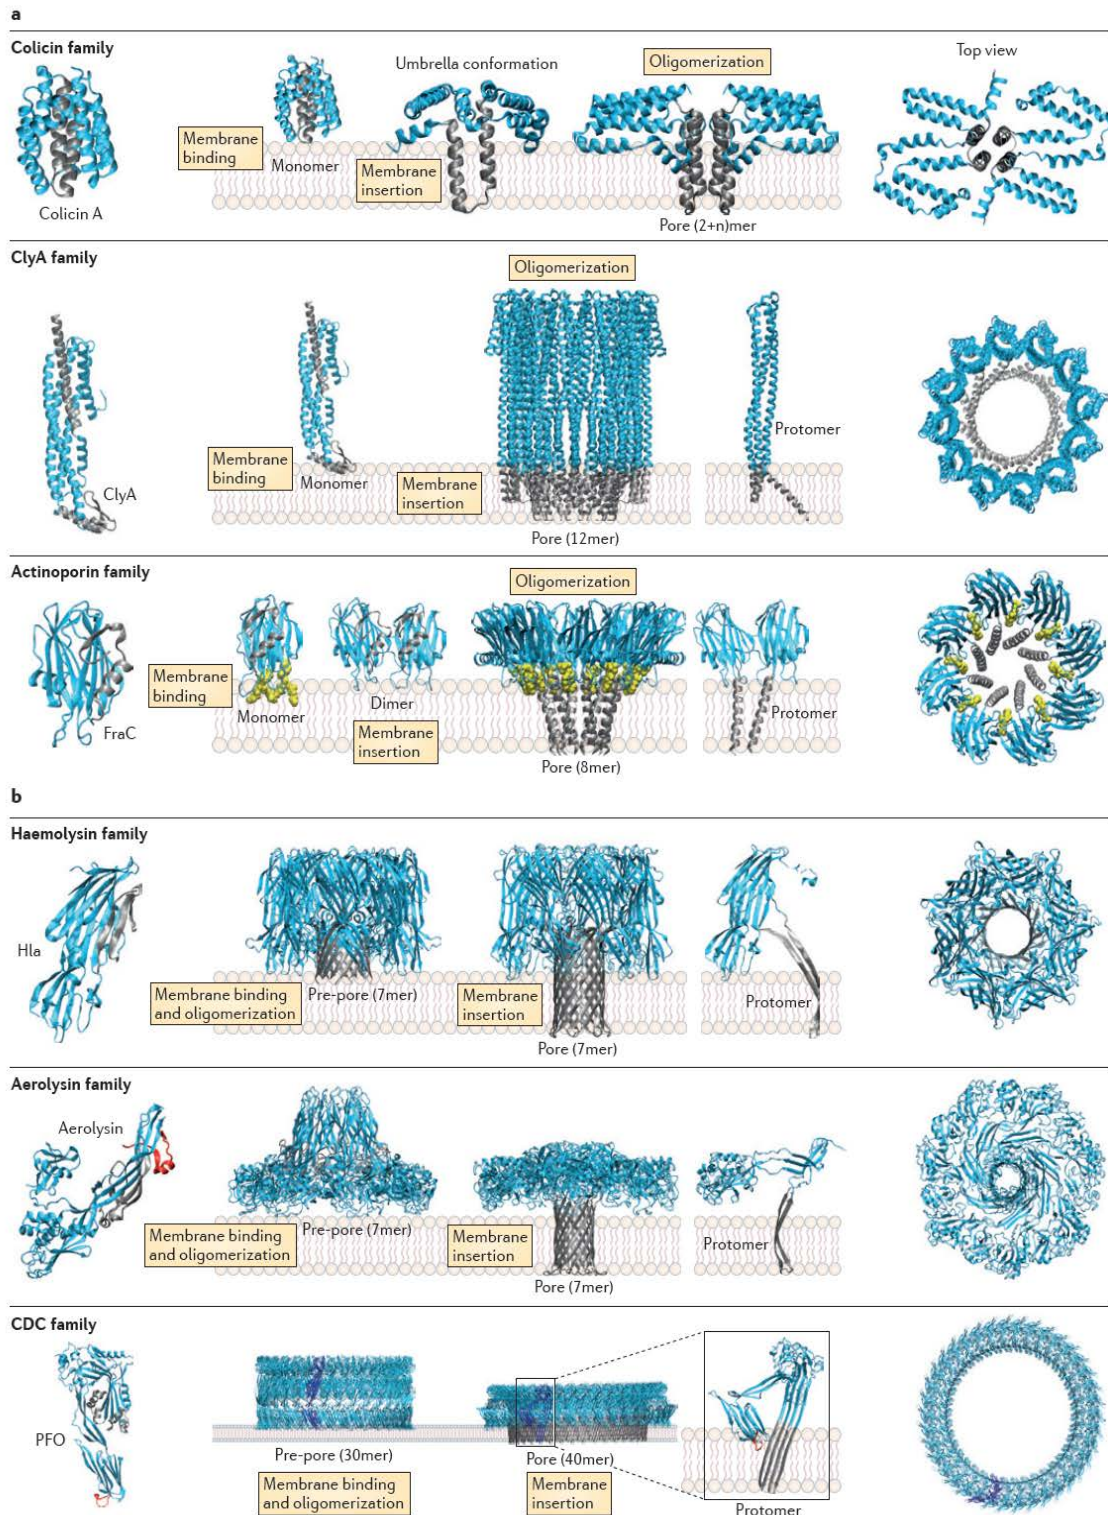 a
Colicin family
Colicin A
Membrane
binding
Monomer
Umbrella conformation
Membrane
insertion
Oligomerization
Pore (2+n)mer
Top view
ClyA family
ClyA
Membrane
binding
Monomer
Oligomerization
Membrane
insertion
Pore (12mer)
Protomer
Actinoporin family
FraC
Membrane
binding
Monomer
Dimer
Membrane
insertion
Oligomerization
Pore (8mer)
Protomer
b
Haemolysin family
Hla
Membrane binding
and oligomerization
Pre-pore (7mer)
Membrane
insertion
Pore (7mer)
Protomer
Aerolysin family
Aerolysin
Membrane binding
and oligomerization
Pre-pore (7mer)
Membrane
insertion
Pore (7mer)
Protomer
CDC family
PFO
Pre-pore (30mer)
Membrane binding
and oligomerization
Pore (40mer)
Membrane
insertion
Protomer